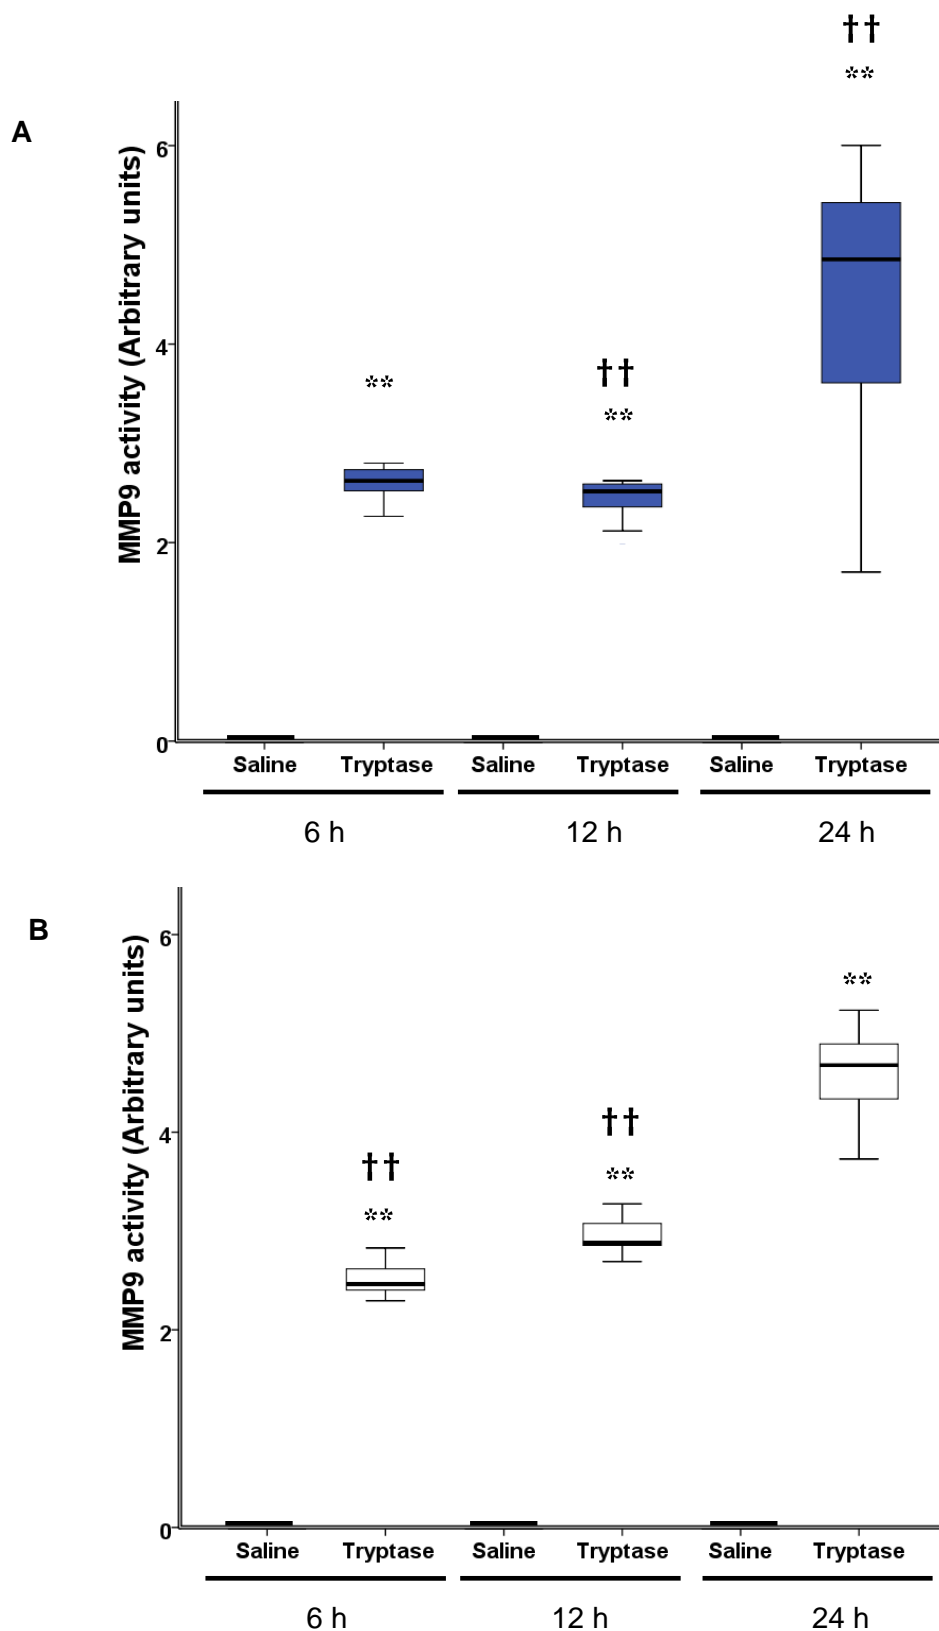 ††
**
A
MMP9 activity (Arbitrary units)
6
4
2
0
**
††
**
Saline Tryptase Saline Tryptase Saline Tryptase
6 h 12 h 24 h
B
MMP9 activity (Arbitrary units)
6
4
2
0
**
††
**
††
**
Saline Tryptase Saline Tryptase Saline Tryptase
6 h 12 h 24 h